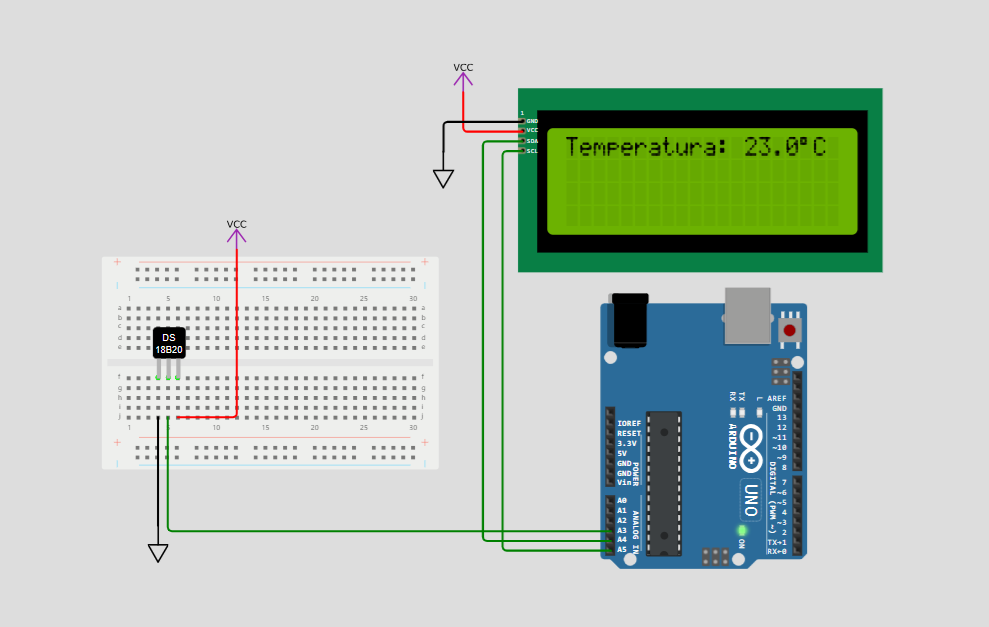 VCC
1
GND
VCC
SDA
SCL
Temperatura: 23.0°C
VCC
+ +
1 5 10 15 20 25 30
a a
b b
c c
d d
e e
DS
18B20
f f
g g
h h
i i
j j
1 5 10 15 20 25 30
+ +
RX
TX
L
AREF
GND
13
12
~11
~10
~9
8
7
~6
~5
4
~3
2
TX→1
RX←0
DIGITAL (PWM ~)
ARDUINO
UNO
ON
IOREF
RESET
3.3V
5V
GND
GND
Vin
POWER
A0
A1
A2
A3
A4
A5
ANALOG IN